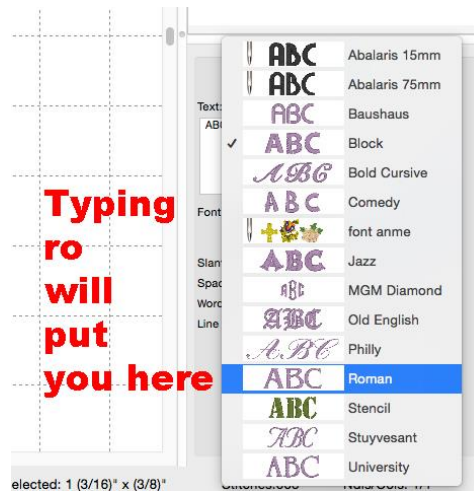 ABC Abalaris 15mm
ABC Abalaris 75mm
Text:
ABC Baushaus
AB
✓ ABC Block
ABC Bold Cursive
Typing
ABC Comedy
Font
font anme
ro
Slant
ABC Jazz
Spac
will
ABC MGM Diamond
Word
Line
ABC Old English
put
ABC Philly
you here
ABC Roman
ABC Stencil
ABC Stuyvesant
ABC University
elected: 1 (3/16)" x (3/8)"